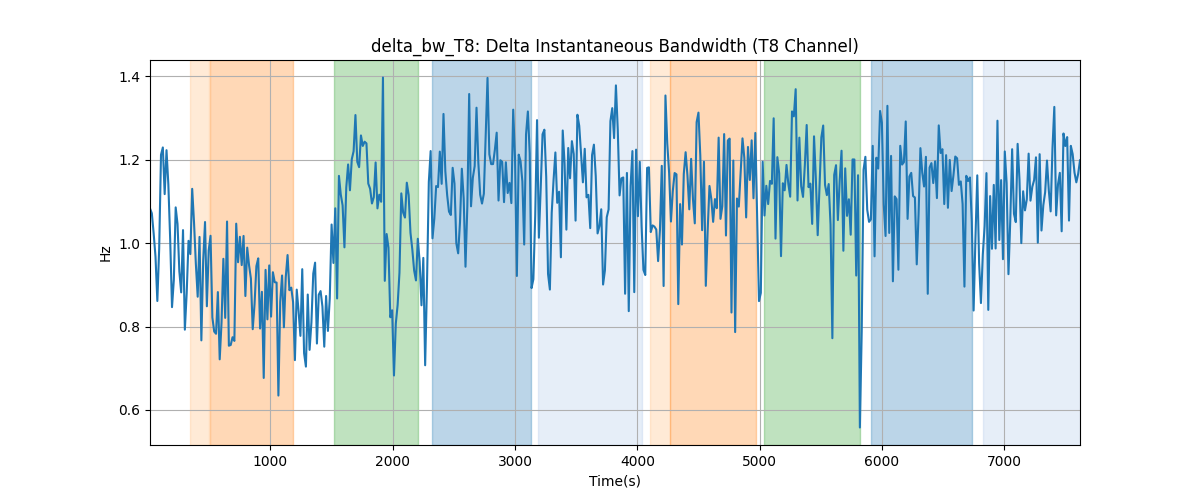 delta_bw_T8: Delta Instantaneous Bandwidth (T8 Channel)
1.4
1.2
1.0
0.8
0.6
Hz
1000 2000 3000 4000 5000 6000 7000
Time(s)